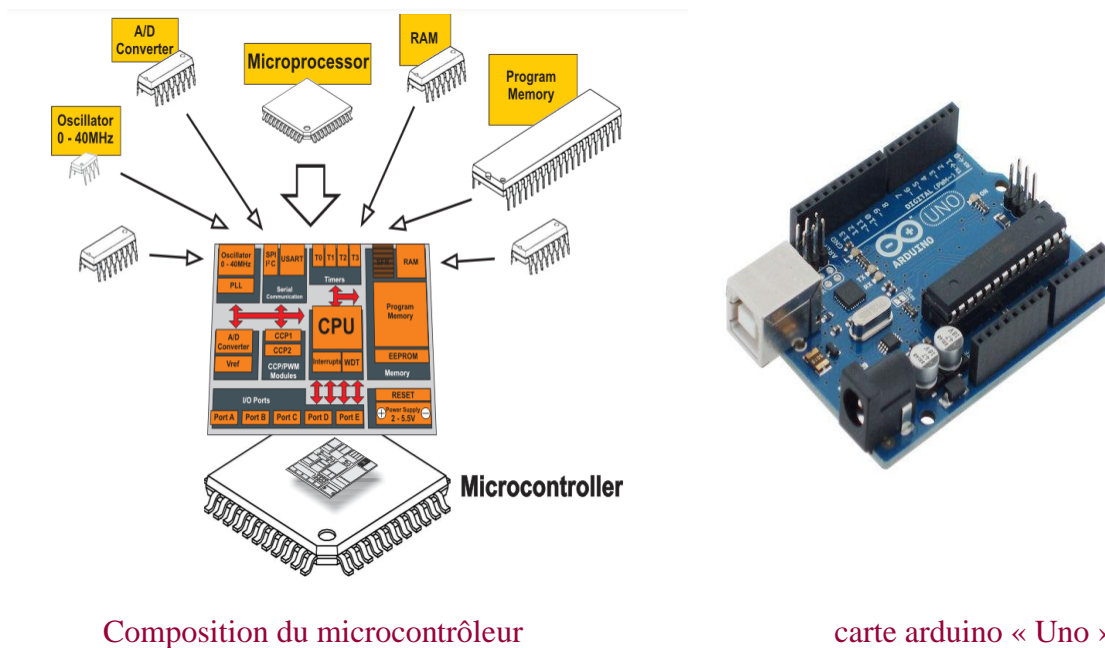 A/D
Converter
RAM
Microprocessor
Program
Memory
Oscillator
0 - 40MHz
Oscillator
0 - 40MHz
PLL
SPI
I²C
USART
Serial
Communication
T0 T1 T2 T3
Timers
RAM
Program
Memory
EEPROM
Memory
CPU
Interrupts
WDT
A/D
Converter
Vref
CCP1
CCP2
CCP/PWM
Modules
I/O Ports
Port A Port B Port C Port D Port E
RESET
Power Supply
2 - 5.5V
Microcontroller
DIGITAL (PWM~)
UNO
ARDUINO
TX
RX
ON
Composition du microcontrôleur
carte arduino « Uno »